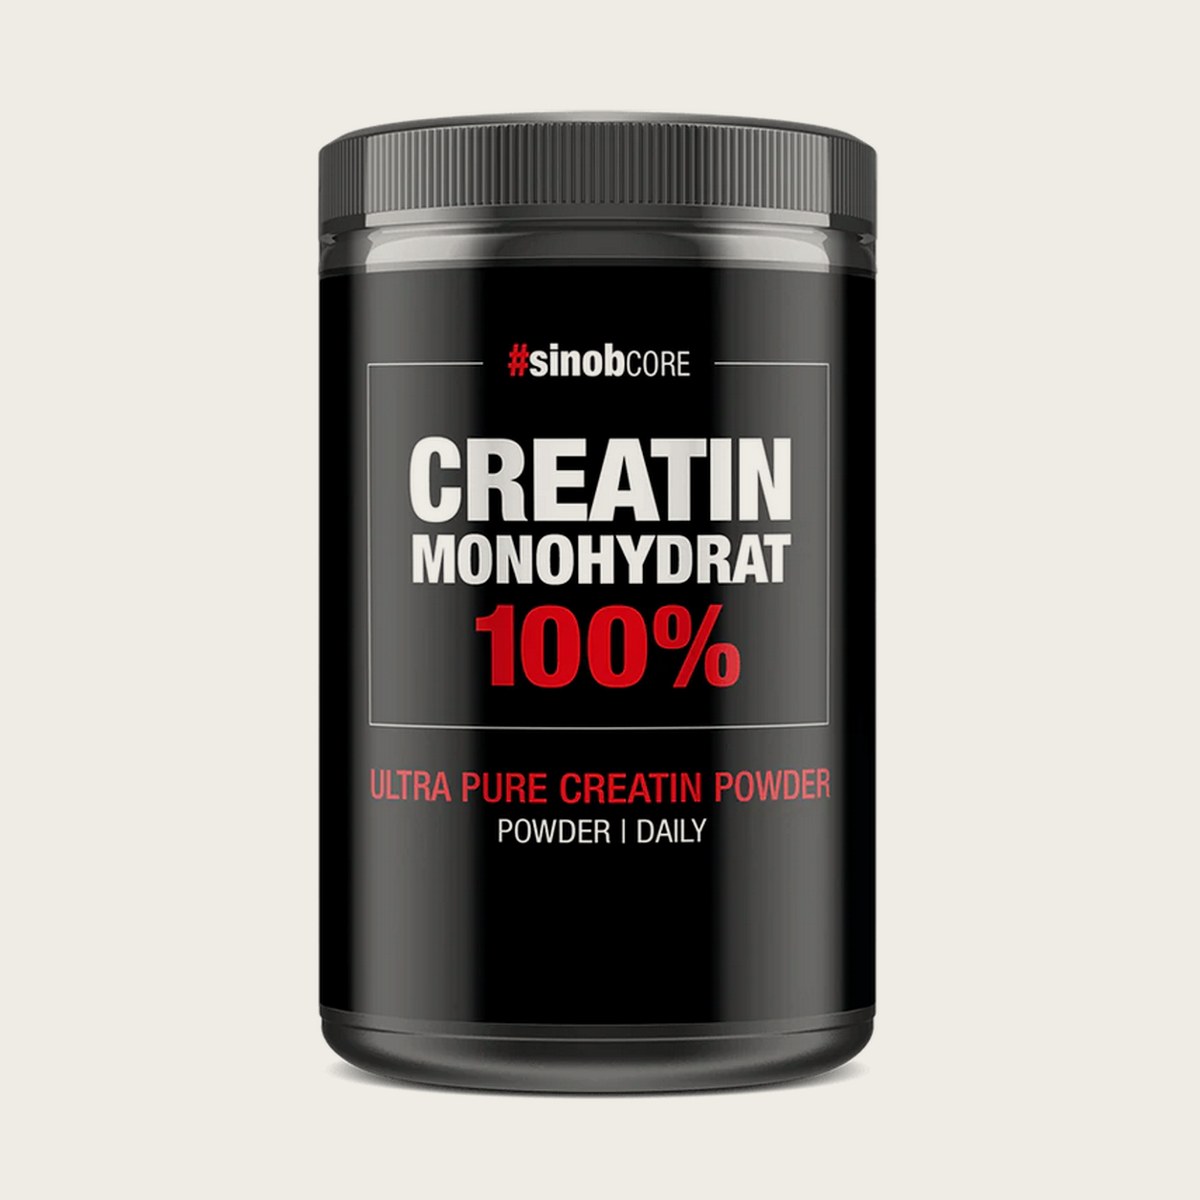 #sinobCORE
CREATIN
MONOHYDRAT
100%
ULTRA PURE CREATIN POWDER
POWDER | DAILY